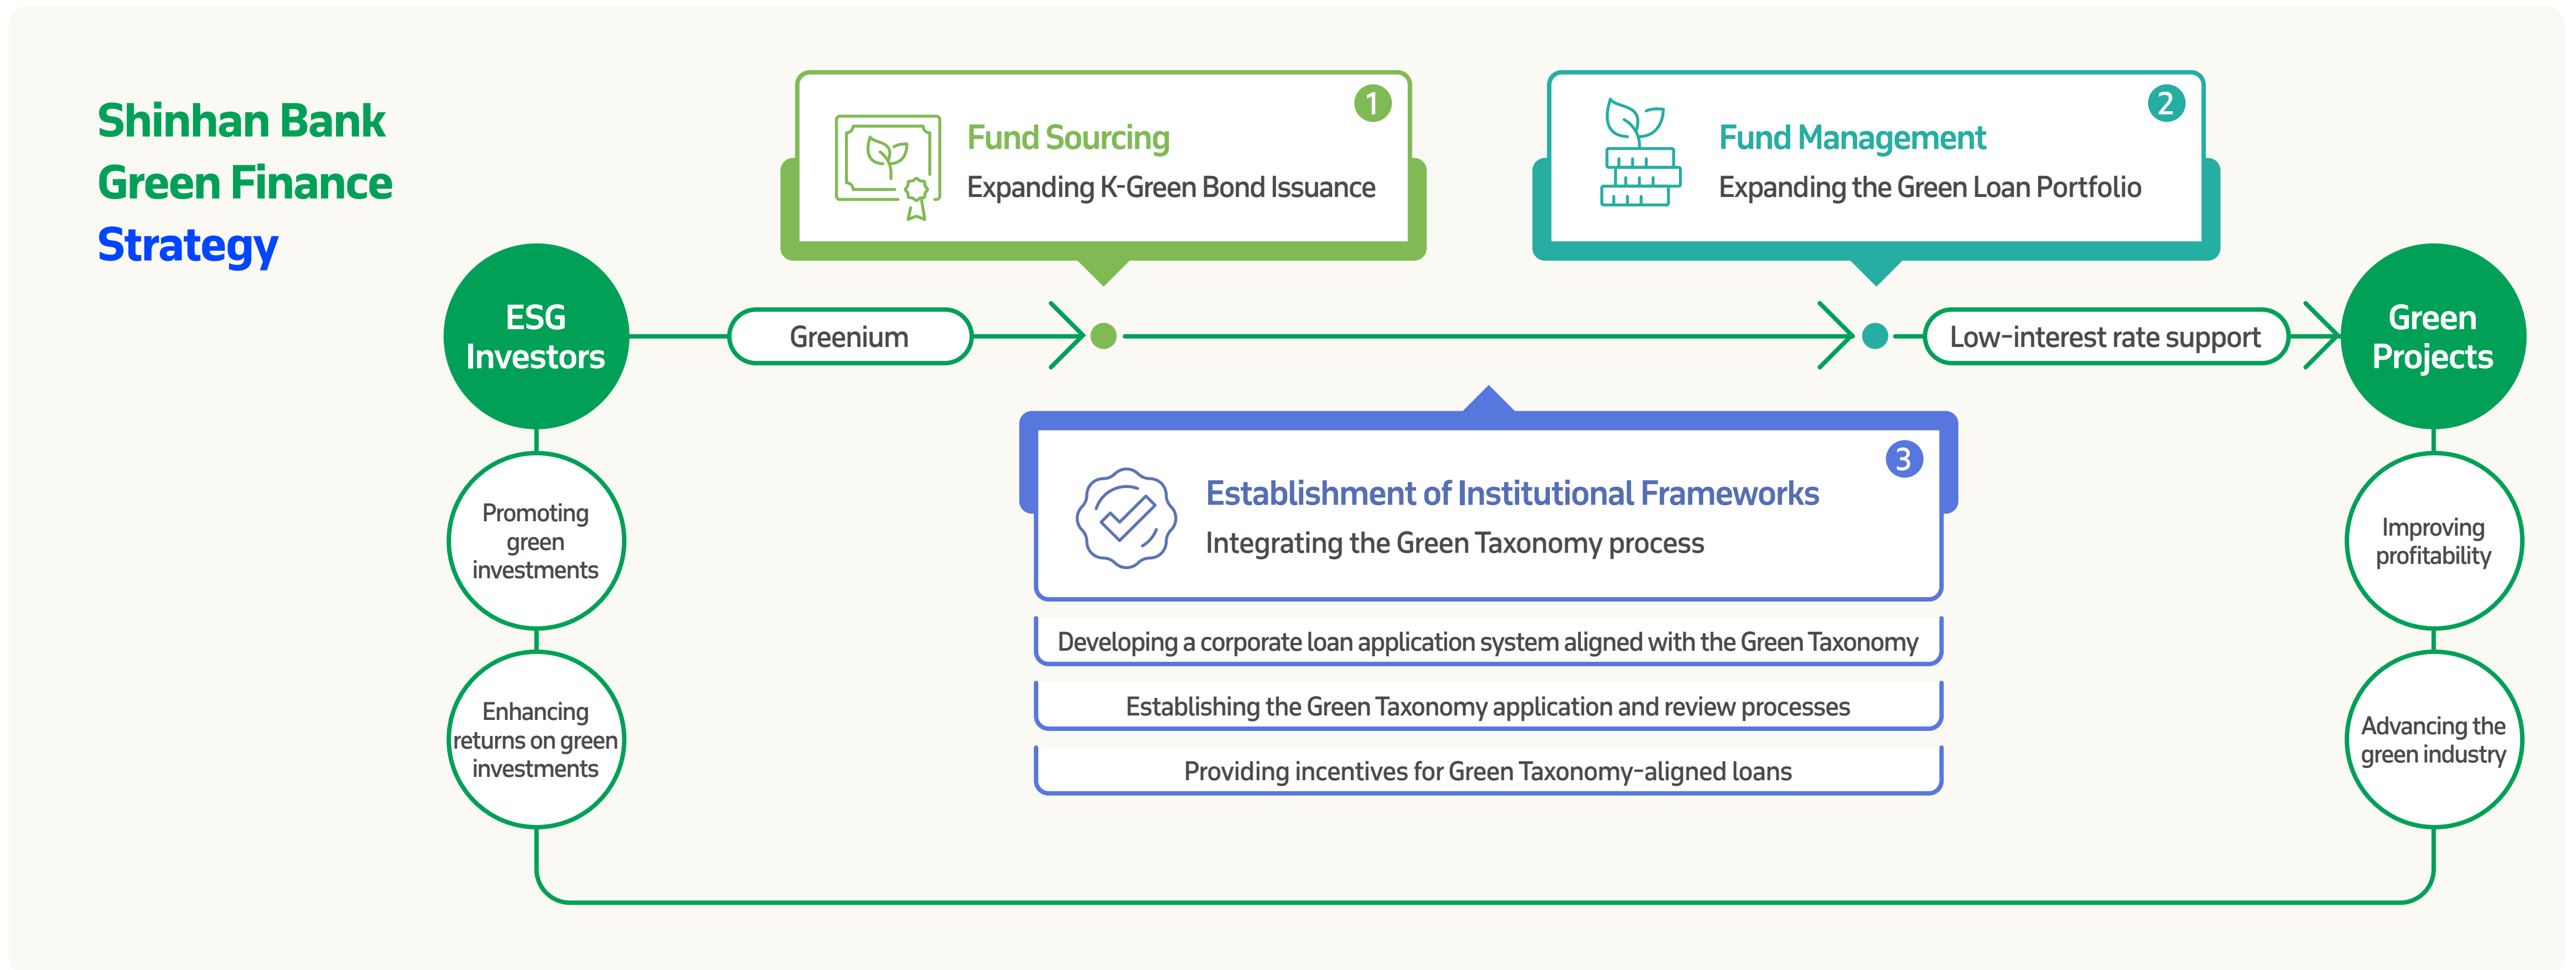 Shinhan Bank
Green Finance
Strategy
1
Fund Sourcing
Expanding K-Green Bond Issuance
2
Fund Management
Expanding the Green Loan Portfolio
ESG
Investors
Greenium
Low-interest rate support
Green
Projects
Promoting
green
investments
Enhancing
returns on green
investments
3
Establishment of Institutional Frameworks
Integrating the Green Taxonomy process
Developing a corporate loan application system aligned with the Green Taxonomy
Establishing the Green Taxonomy application and review processes
Providing incentives for Green Taxonomy-aligned loans
Improving
profitability
Advancing the
green industry